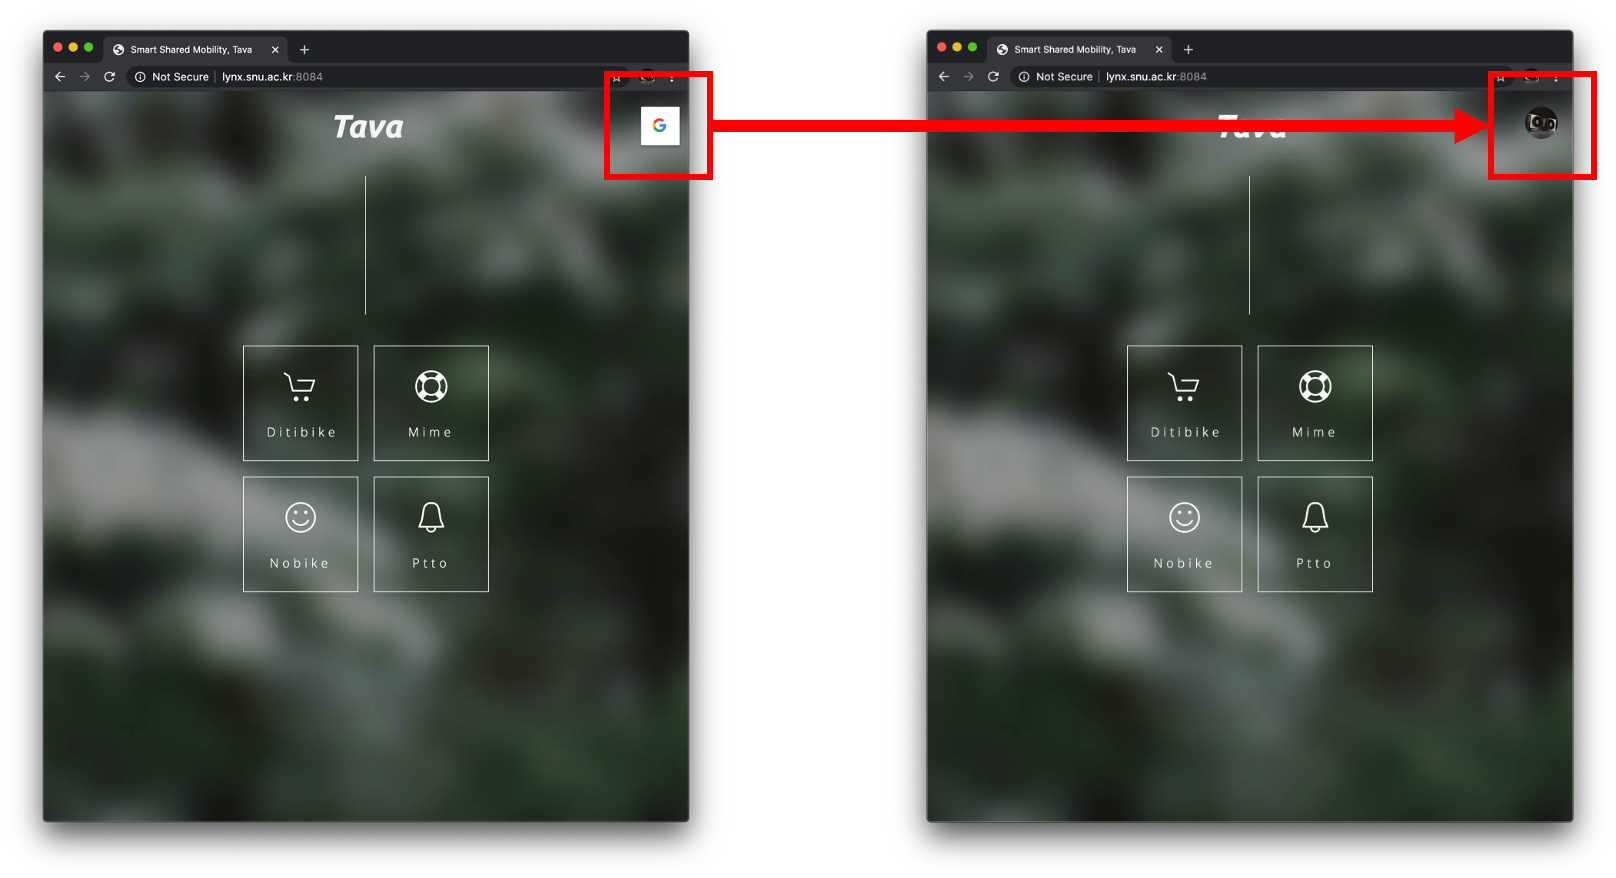 Smart Shared Mobility, Tava
Not Secure | lynx.snu.ac.kr:8084
Tava
G
Ditibike
Mime
Nobike
Ptto
Smart Shared Mobility, Tava
Not Secure | lynx.snu.ac.kr:8084
Tava
Ditibike
Mime
Nobike
Ptto